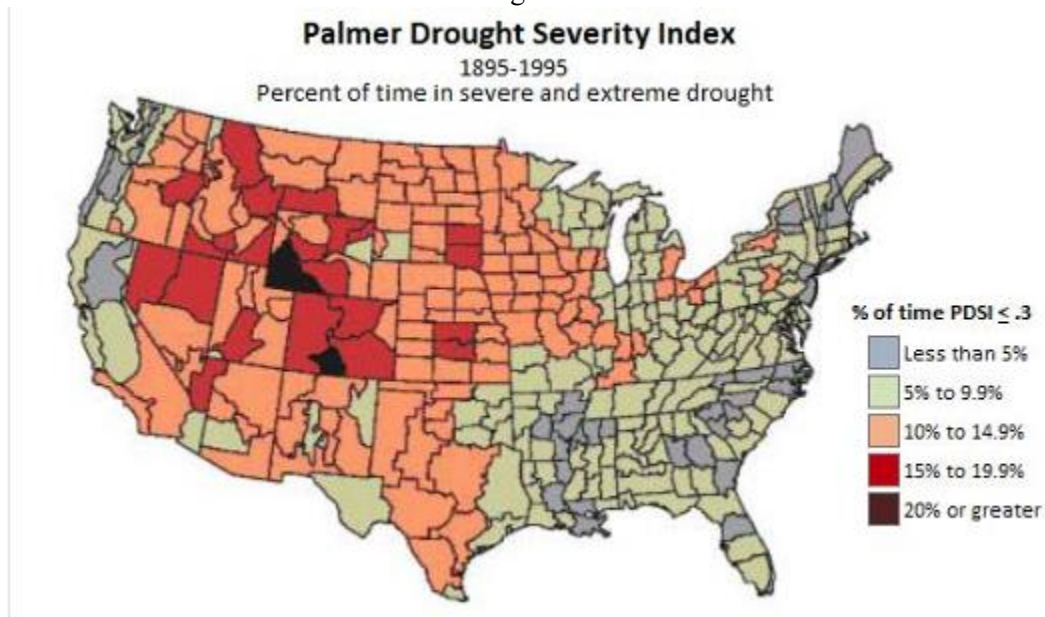 Palmer Drought Severity Index
1895-1995
Percent of time in severe and extreme drought
% of time PDSI ≤ .3
Less than 5%
5% to 9.9%
10% to 14.9%
15% to 19.9%
20% or greater